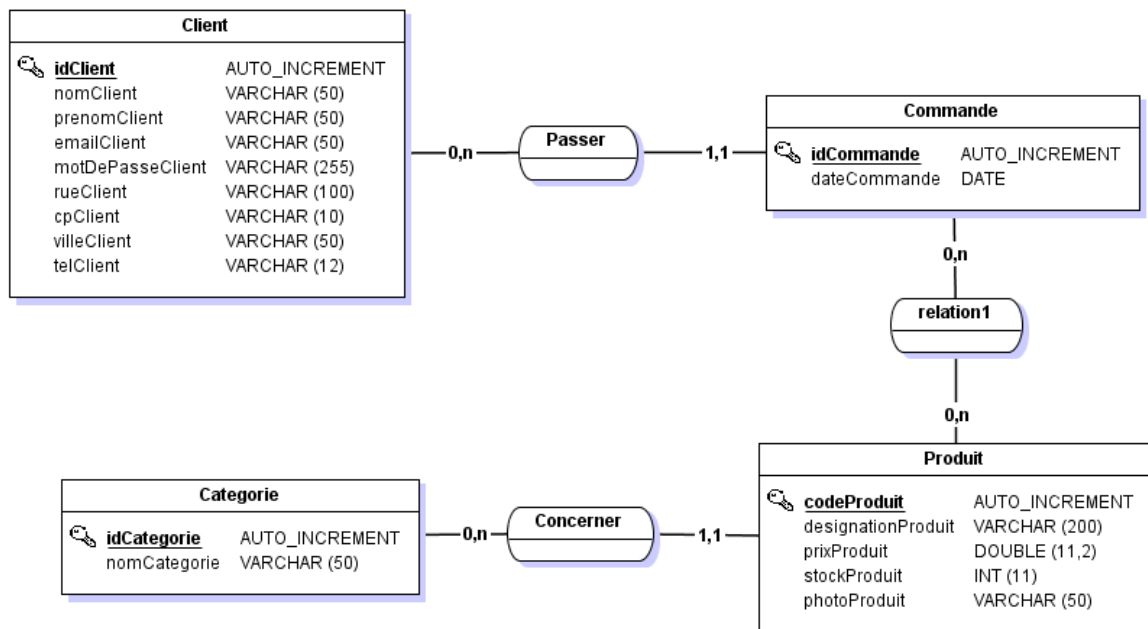 Client
idClient AUTO_INCREMENT
nomClient VARCHAR (50)
prenomClient VARCHAR (50)
emailClient VARCHAR (50)
motDePasseClient VARCHAR (255)
rueClient VARCHAR (100)
cpClient VARCHAR (10)
villeClient VARCHAR (50)
telClient VARCHAR (12)
0,n
Passer
1,1
Commande
idCommande AUTO_INCREMENT
dateCommande DATE
0,n
relation1
0,n
Categorie
idCategorie AUTO_INCREMENT
nomCategorie VARCHAR (50)
0,n
Concerner
1,1
Produit
codeProduit AUTO_INCREMENT
designationProduit VARCHAR (200)
prixProduit DOUBLE (11,2)
stockProduit INT (11)
photoProduit VARCHAR (50)